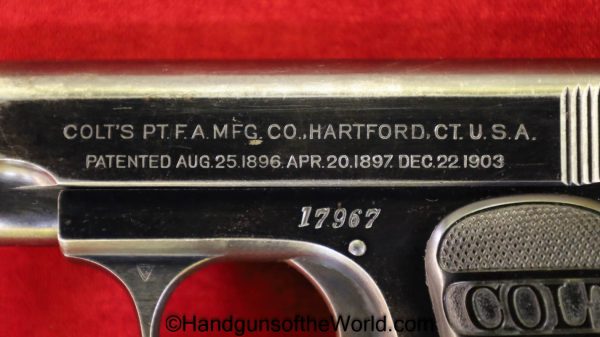 COLT'S PT. F. A. MFG. CO., HARTFORD, CT. U. S. A.
PATENTED AUG. 25. 1896. APR. 20. 1897. DEC. 22. 1903
17967
COLT
©HandgunsoftheWorld.com